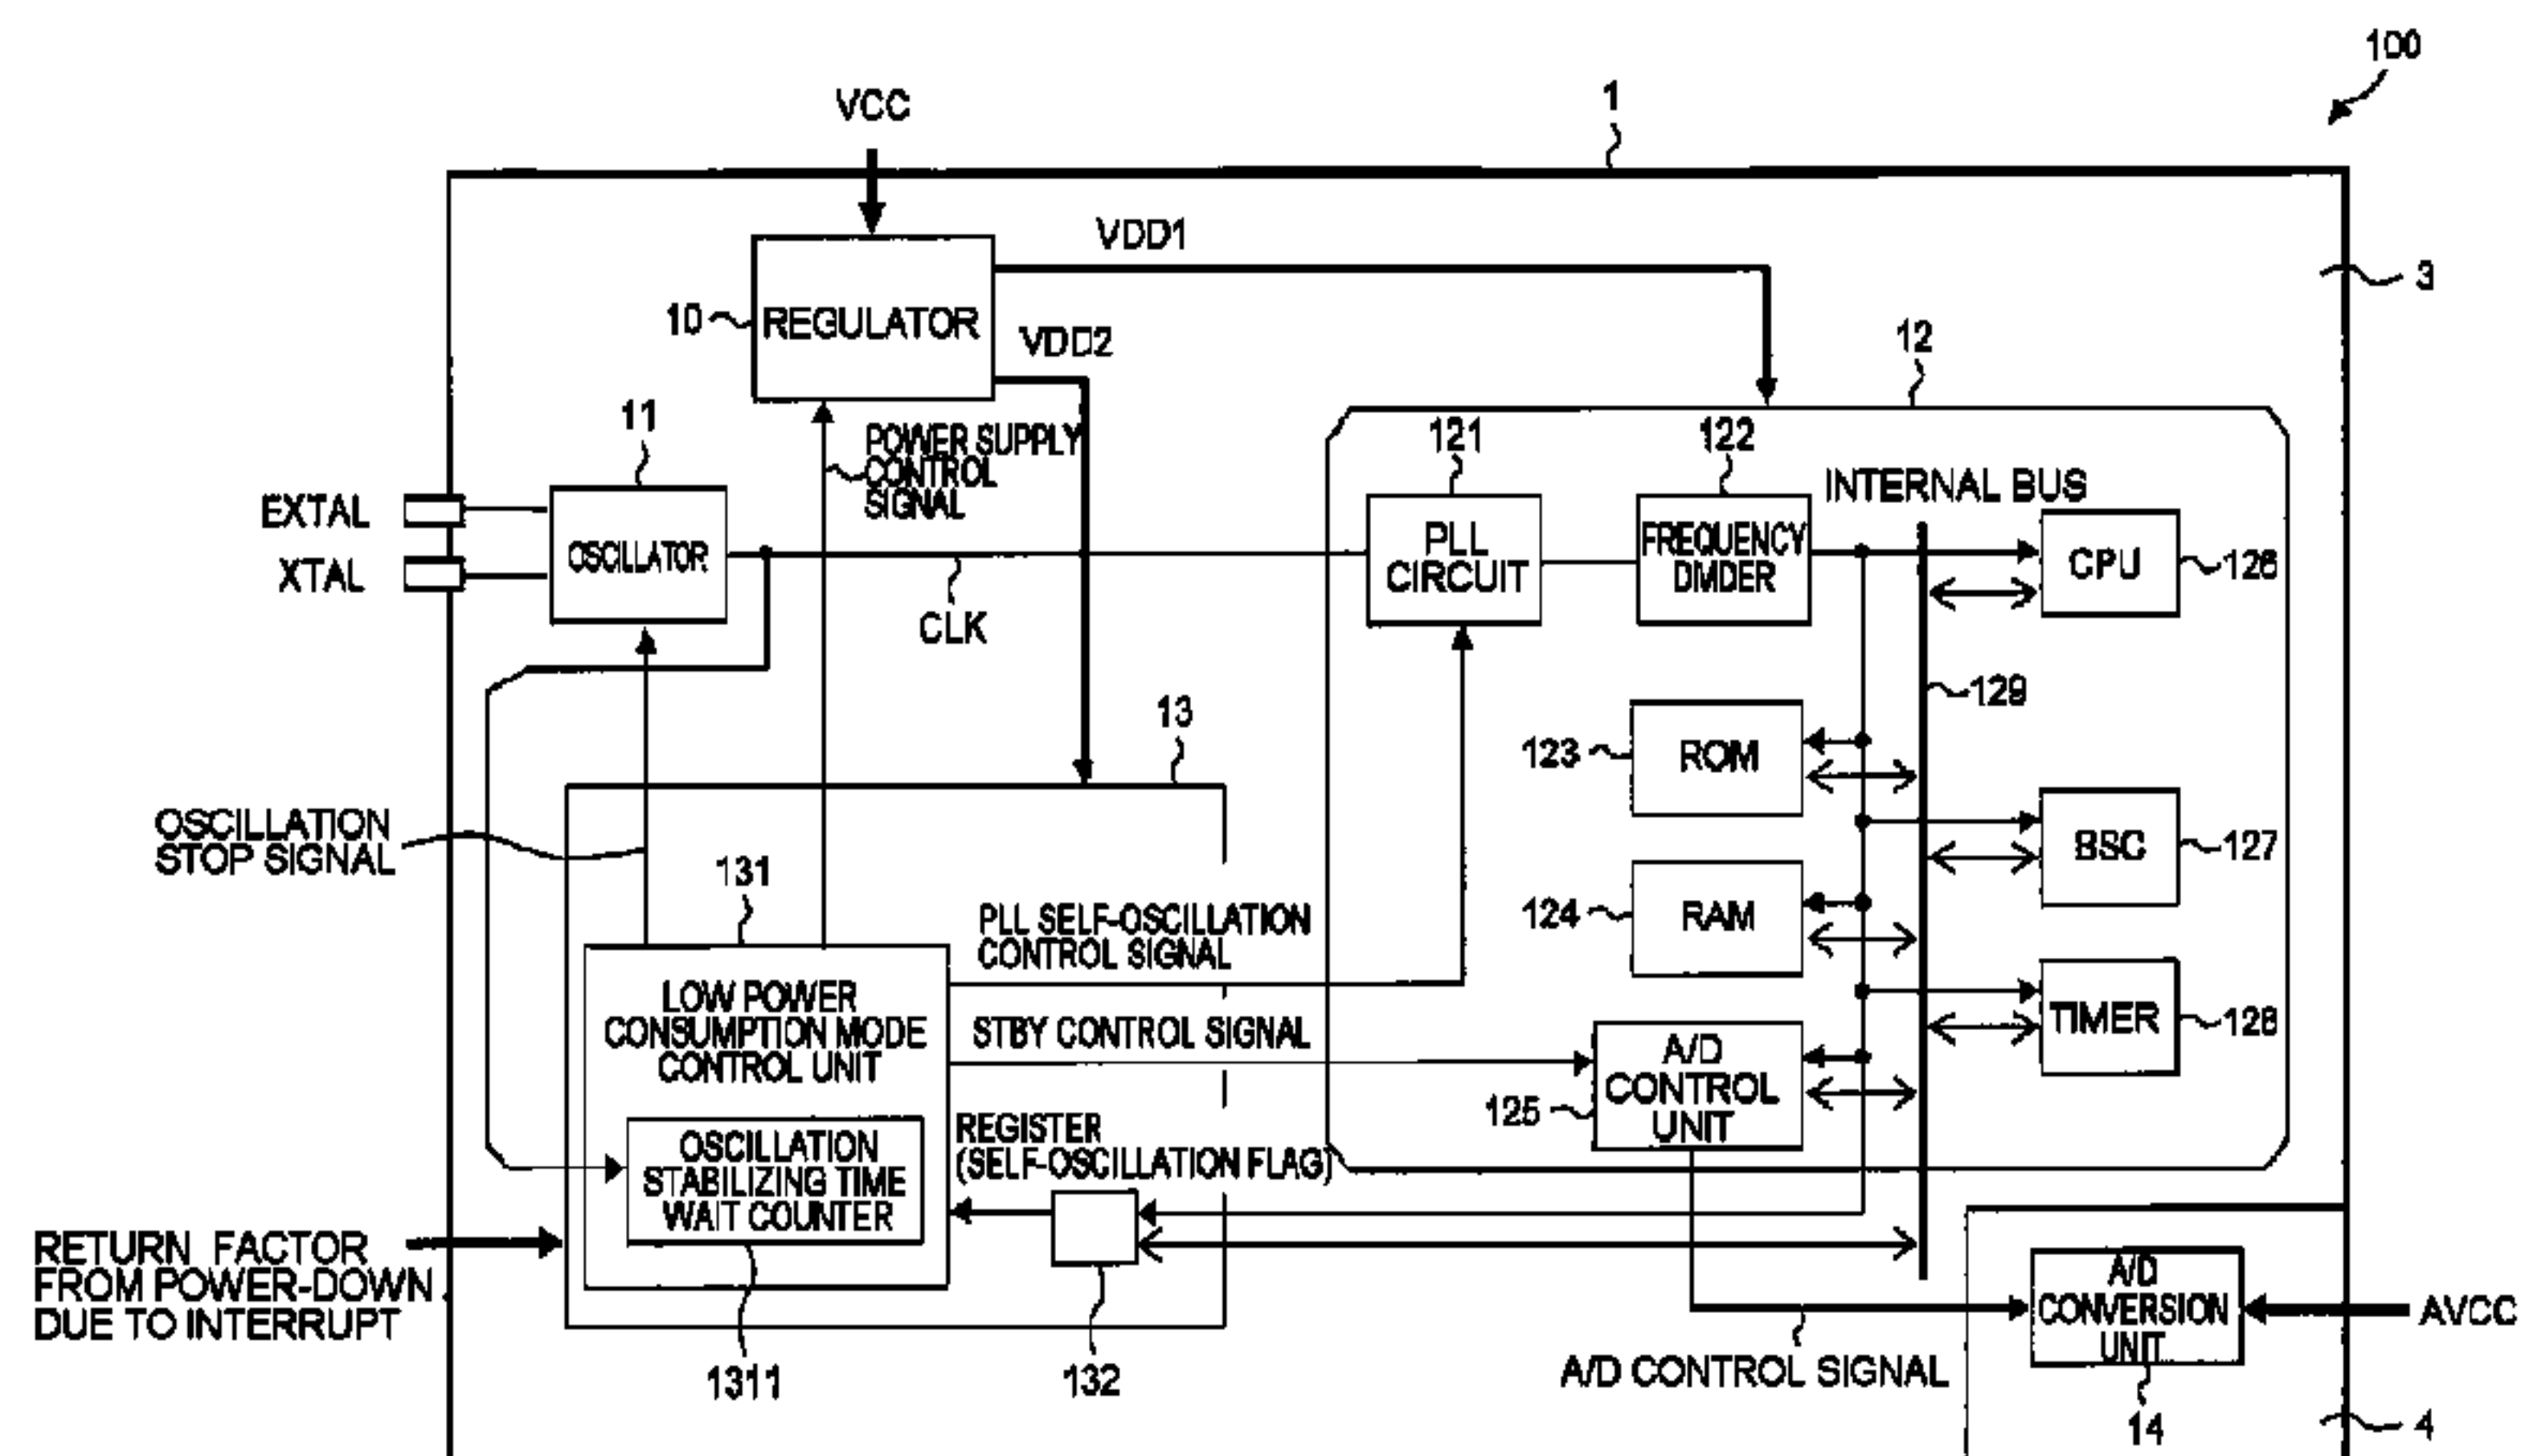 100
VCC
1
VDD1
3
10
REGULATOR
VDD2
12
11
POWER SUPPLY
CONTROL
SIGNAL
121
122
INTERNAL BUS
EXTAL
XTAL
OSCILLATOR
PLL
CIRCUIT
FREQUENCY
DMDER
CPU
126
CLK
129
13
123
ROM
OSCILLATION
STOP SIGNAL
BSC
127
131
PLL SELF-OSCILLATION
CONTROL SIGNAL
124
RAM
LOW POWER
CONSUMPTION MODE
CONTROL UNIT
STBY CONTROL SIGNAL
A/D
CONTROL
UNIT
125
TIMER
128
REGISTER
(SELF-OSCILLATION FLAG)
OSCILLATION
STABILIZING TIME
WAIT COUNTER
RETURN FACTOR
FROM POWER-DOWN
DUE TO INTERRUPT
1311
132
A/D CONTROL SIGNAL
A/D
CONVERSION
UNIT
AVCC
14
4